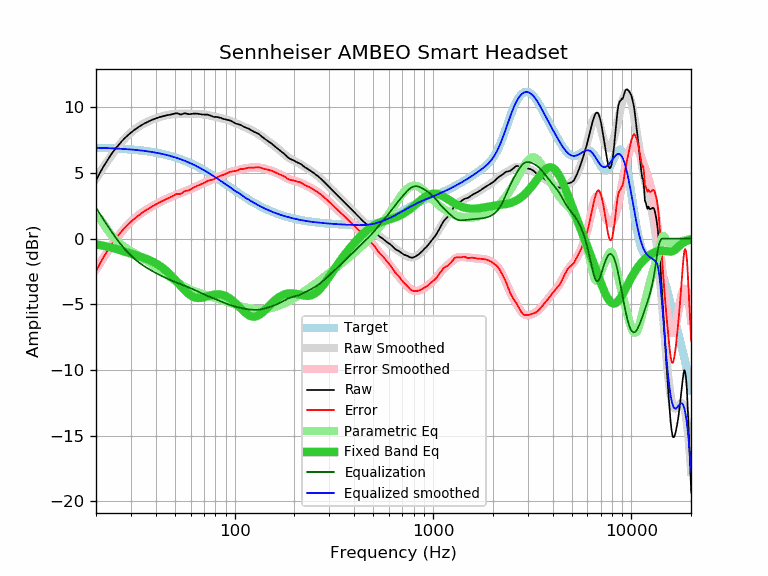 Sennheiser AMBEO Smart Headset
10
5
0
−5
−10
−15
−20
Amplitude (dBr)
Target
Raw Smoothed
Error Smoothed
Raw
Error
Parametric Eq
Fixed Band Eq
Equalization
Equalized smoothed
100
1000
10000
Frequency (Hz)